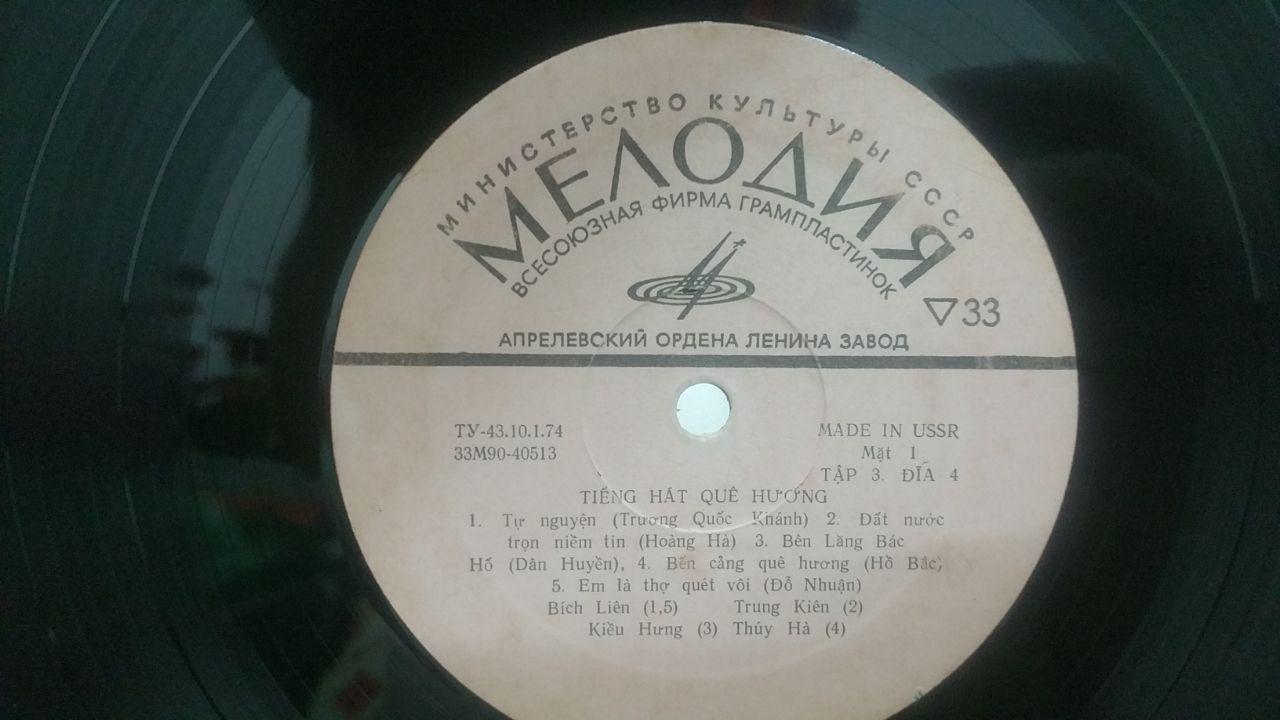 МИНИСТЕРСТВО КУЛЬТУРЫ СССР
МЕЛОДИЯ
ВСЕСОЮЗНАЯ ФИРМА ГРАМПЛАСТИНОК
▽33
АПРЕЛЕВСКИЙ ОРДЕНА ЛЕНИНА ЗАВОД
ТУ-43.10.1.74
33М90-40513
MADE IN USSR
Mặt 1
TẬP 3. ĐĨA 4
TIẾNG HÁT QUÊ HƯƠNG
1. Tự nguyện (Trương Quốc Khánh) 2. Đất nước
trọn niềm tin (Hoàng Hà) 3. Bên Lăng Bác
Hố (Dân Huyền), 4. Bến cảng quê hương (Hồ Bắc)
5. Em là thợ quét vôi (Đỗ Nhuận)
Bích Liên (1,5) Trung Kiên (2)
Kiều Hưng (3) Thúy Hà (4)